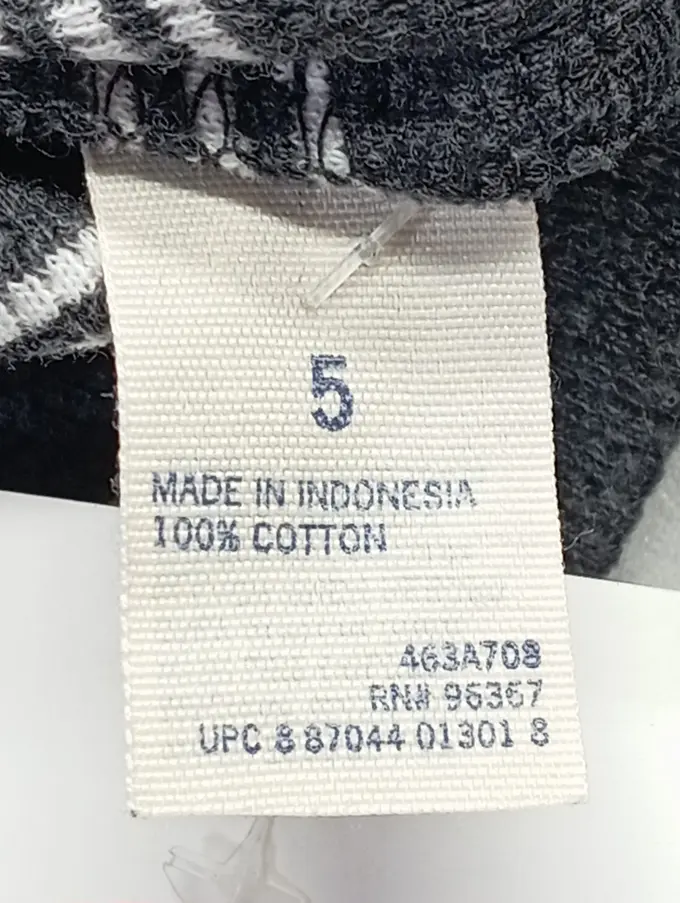 5
MADE IN INDONESIA
100% COTTON
463A708
RN# 96367
UPC 8 87044 01301 8